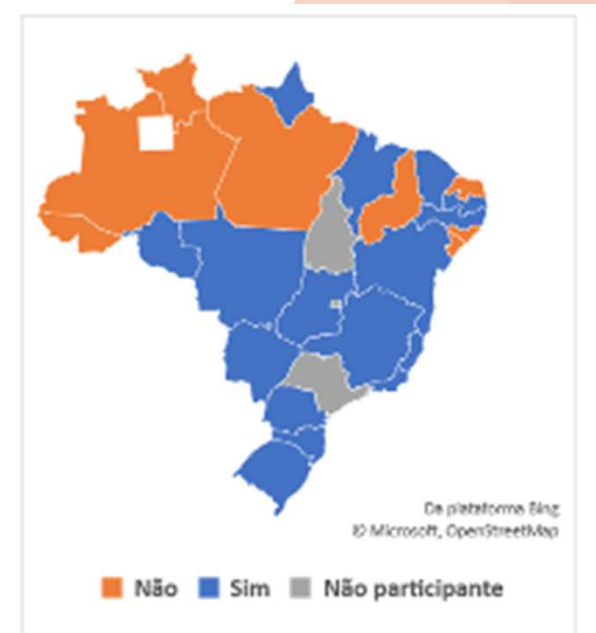 Da plataforma Bing
© Microsoft, OpenStreetMap
Não Sim Não participante